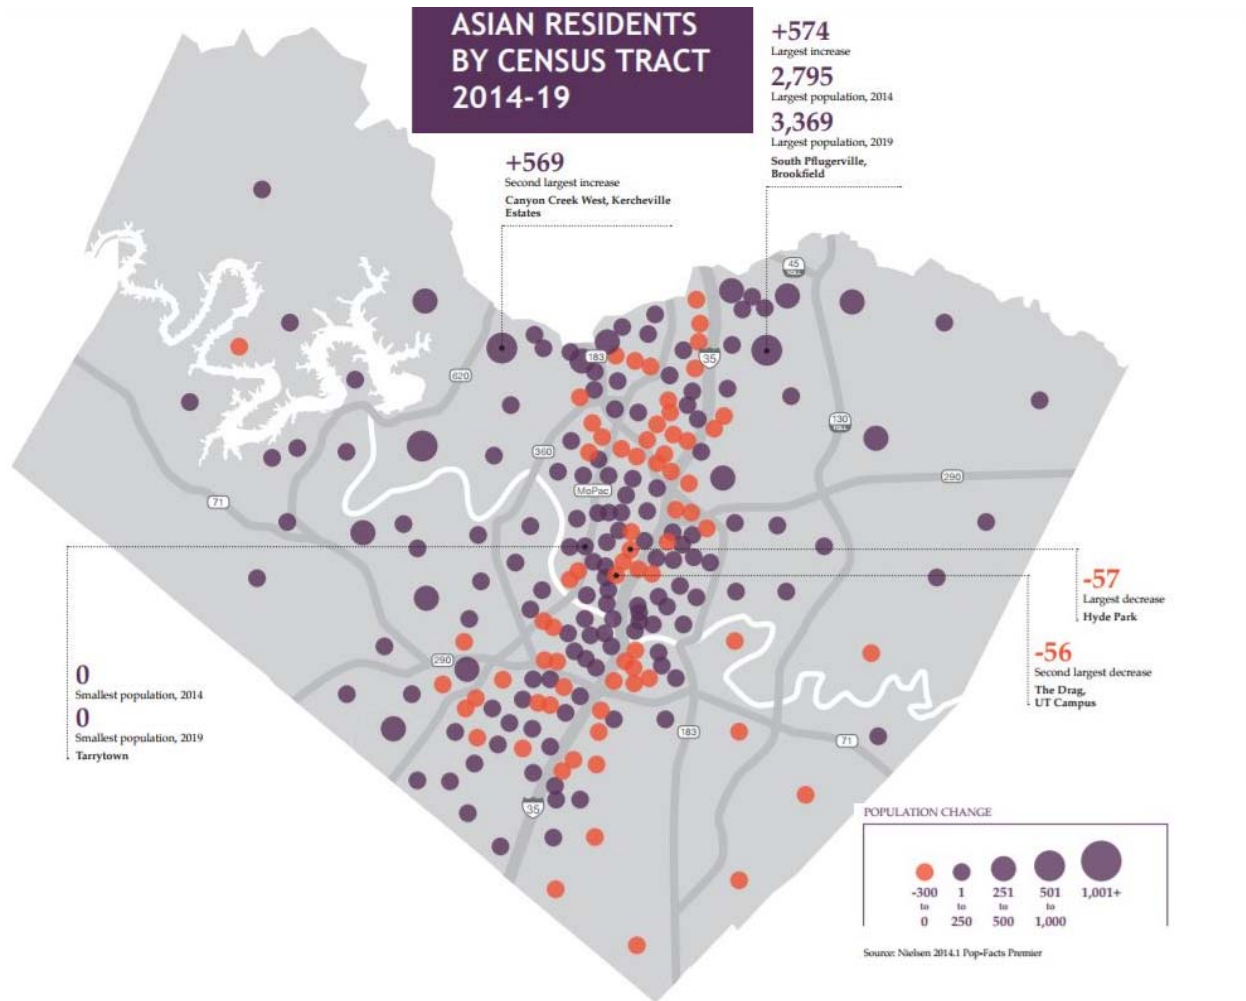 ASIAN RESIDENTS
BY CENSUS TRACT
2014-19
+574
Largest increase
2,795
Largest population, 2014
3,369
Largest population, 2019
South Pflugerville,
Brookfield
+569
Second largest increase
Canyon Creek West, Kercheville
Estates
45
TOLL
183
35
620
130
TOLL
360
290
MoPac
71
-57
Largest decrease
Hyde Park
-56
Second largest decrease
The Drag,
UT Campus
290
0
Smallest population, 2014
0
Smallest population, 2019
Tarrytown
183
71
35
POPULATION CHANGE
-300 1 251 501 1,001+
to to to to
0 250 500 1,000
Source: Nielsen 2014.1 Pop-Facts Premier